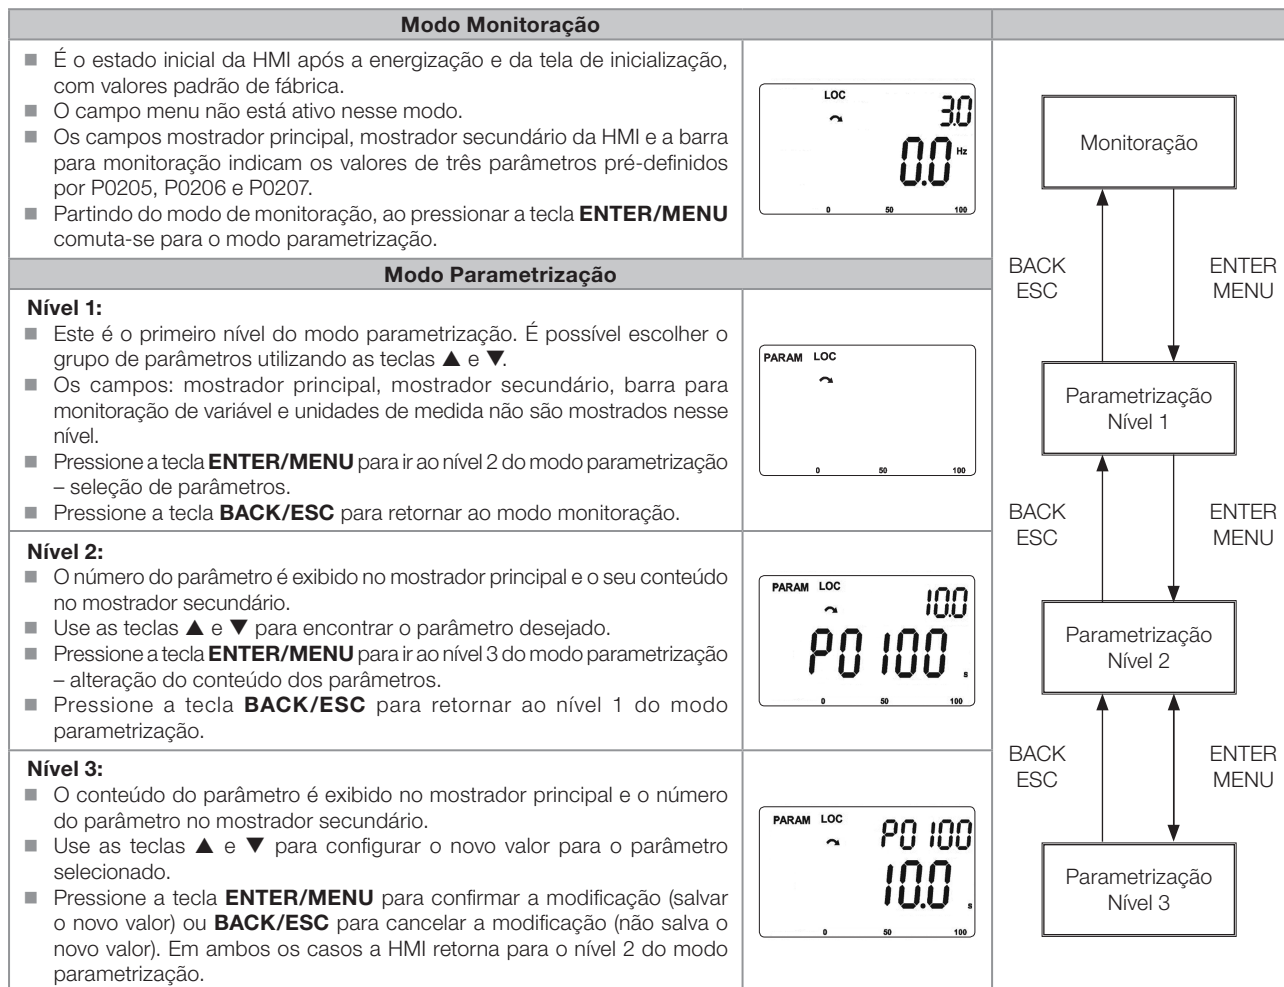 Modo Monitoração
■ É o estado inicial da HMI após a energização e da tela de inicialização,
com valores padrão de fábrica.
■ O campo menu não está ativo nesse modo.
■ Os campos mostrador principal, mostrador secundário da HMI e a barra
para monitoração indicam os valores de três parâmetros pré-definidos
por P0205, P0206 e P0207.
■ Partindo do modo de monitoração, ao pressionar a tecla ENTER/MENU
comuta-se para o modo parametrização.
LOC
3.0
0.0 Hz
0 50 100
Modo Parametrização
Nível 1:
■ Este é o primeiro nível do modo parametrização. É possível escolher o
grupo de parâmetros utilizando as teclas ▲ e ▼.
■ Os campos: mostrador principal, mostrador secundário, barra para
monitoração de variável e unidades de medida não são mostrados nesse
nível.
■ Pressione a tecla ENTER/MENU para ir ao nível 2 do modo parametrização
– seleção de parâmetros.
■ Pressione a tecla BACK/ESC para retornar ao modo monitoração.
PARAM LOC
0 50 100
Nível 2:
■ O número do parâmetro é exibido no mostrador principal e o seu conteúdo
no mostrador secundário.
■ Use as teclas ▲ e ▼ para encontrar o parâmetro desejado.
■ Pressione a tecla ENTER/MENU para ir ao nível 3 do modo parametrização
– alteração do conteúdo dos parâmetros.
■ Pressione a tecla BACK/ESC para retornar ao nível 1 do modo
parametrização.
PARAM LOC
10.0
P0100 s
0 50 100
Nível 3:
■ O conteúdo do parâmetro é exibido no mostrador principal e o número
do parâmetro no mostrador secundário.
■ Use as teclas ▲ e ▼ para configurar o novo valor para o parâmetro
selecionado.
■ Pressione a tecla ENTER/MENU para confirmar a modificação (salvar
o novo valor) ou BACK/ESC para cancelar a modificação (não salva o
novo valor). Em ambos os casos a HMI retorna para o nível 2 do modo
parametrização.
PARAM LOC
P0100
10.0 s
0 50 100
Monitoração
BACK
ESC
ENTER
MENU
Parametrização
Nível 1
BACK
ESC
ENTER
MENU
Parametrização
Nível 2
BACK
ESC
ENTER
MENU
Parametrização
Nível 3